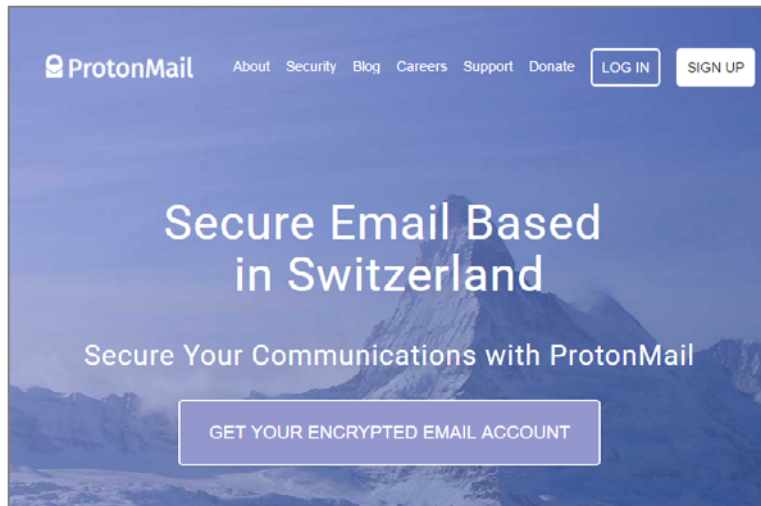 ProtonMail About Security Blog Careers Support Donate LOG IN SIGN UP
Secure Email Based
in Switzerland
Secure Your Communications with ProtonMail
GET YOUR ENCRYPTED EMAIL ACCOUNT